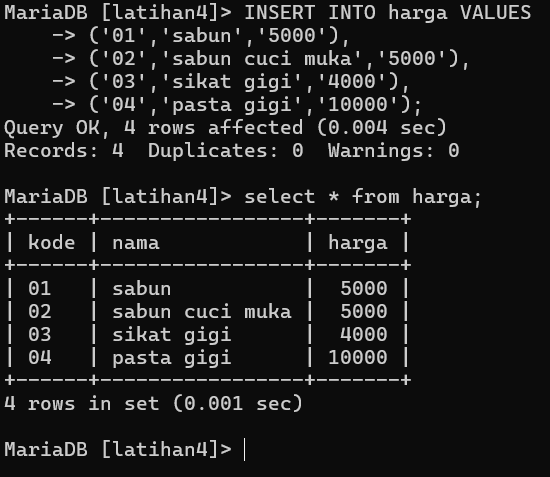 MariaDB [latihan4]> INSERT INTO harga VALUES
    -> ('01','sabun','5000'),
    -> ('02','sabun cuci muka','5000'),
    -> ('03','sikat gigi','4000'),
    -> ('04','pasta gigi','10000');
Query OK, 4 rows affected (0.004 sec)
Records: 4  Duplicates: 0  Warnings: 0

MariaDB [latihan4]> select * from harga;
+------+-----------------+-------+
| kode | nama            | harga |
+------+-----------------+-------+
| 01   | sabun           |  5000 |
| 02   | sabun cuci muka |  5000 |
| 03   | sikat gigi      |  4000 |
| 04   | pasta gigi      | 10000 |
+------+-----------------+-------+
4 rows in set (0.001 sec)

MariaDB [latihan4]>